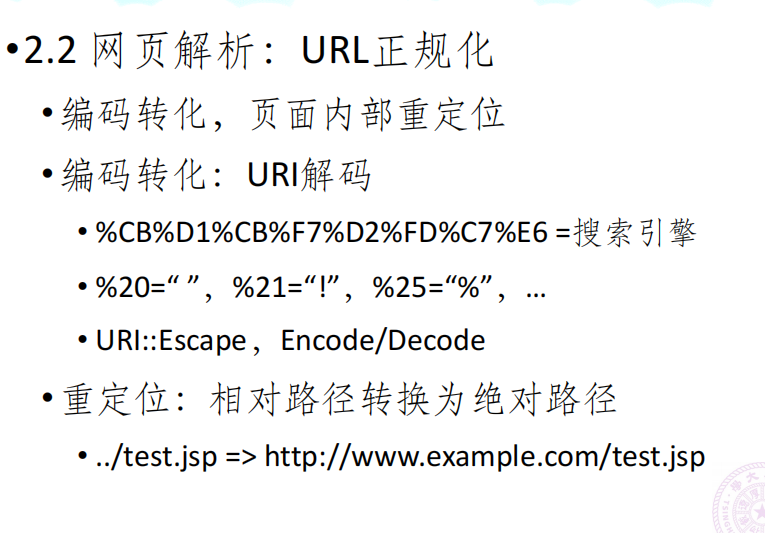 •2.2 网页解析：URL正规化
•编码转化，页面内部重定位
•编码转化：URI解码
•%CB%D1%CB%F7%D2%FD%C7%E6 =搜索引擎
•%20=“ ”，%21=“!”，%25=“%”，…
•URI::Escape，Encode/Decode
•重定位：相对路径转换为绝对路径
•../test.jsp => http://www.example.com/test.jsp